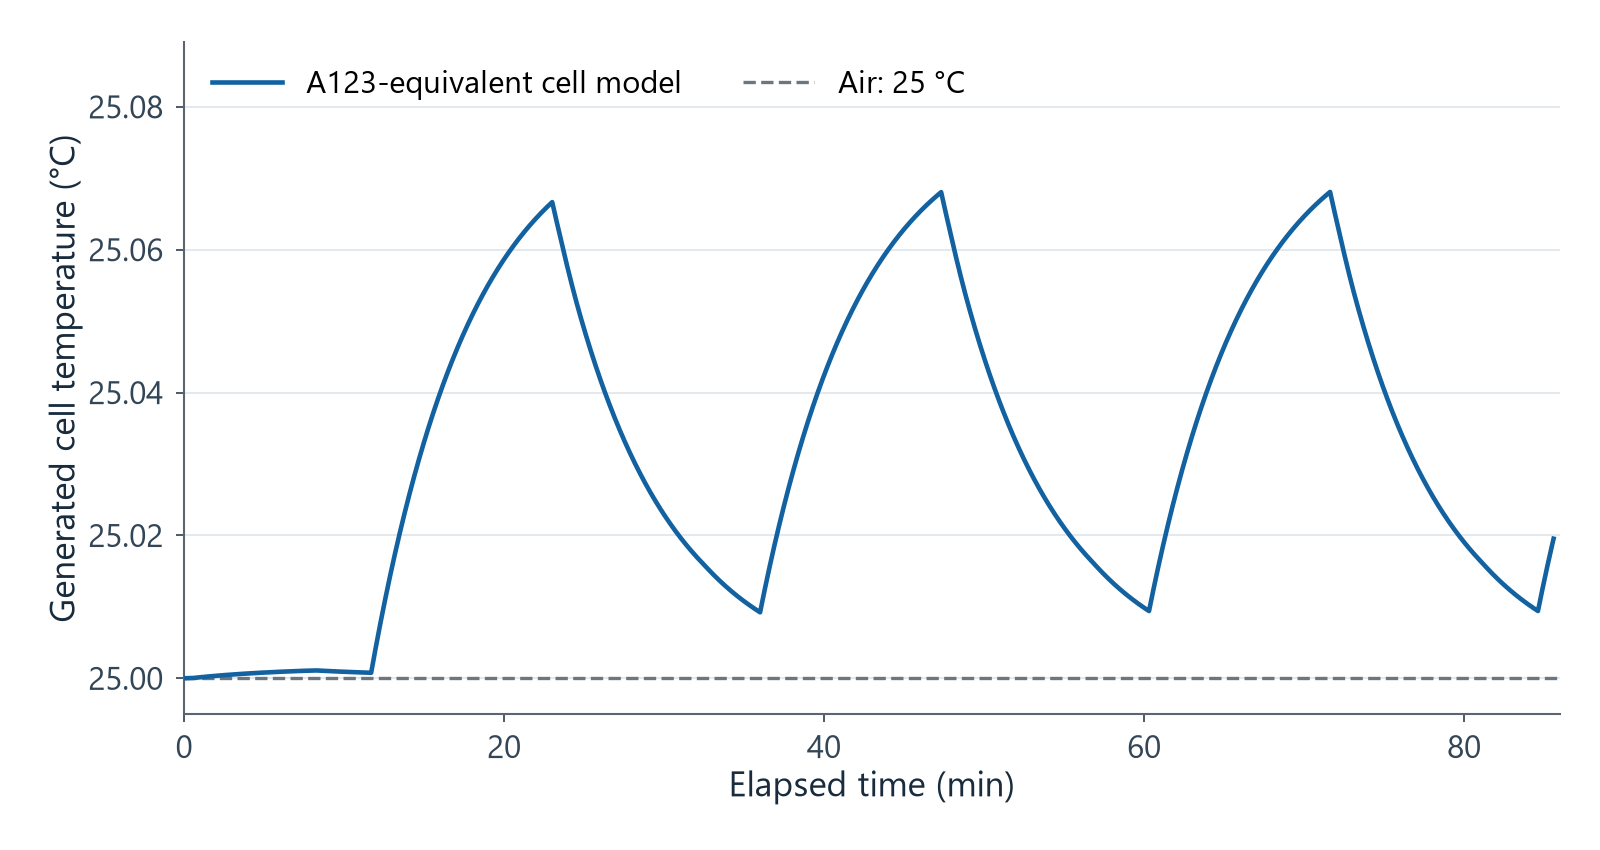 A123-equivalent cell model
Air: 25 °C
Generated cell temperature (°C)
25.08
25.06
25.04
25.02
25.00
0 20 40 60 80
Elapsed time (min)